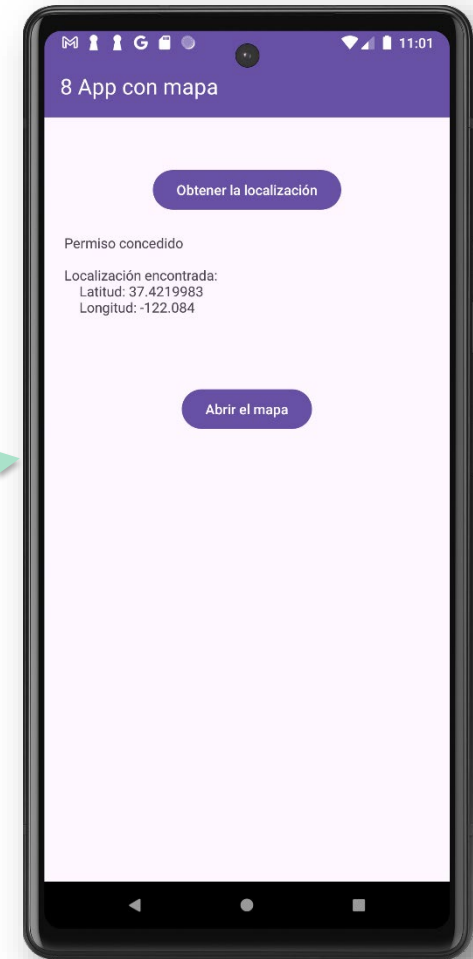 11:01
8 App con mapa
Obtener la localización
Permiso concedido
Localización encontrada:
Latitud: 37.4219983
Longitud: -122.084
Abrir el mapa